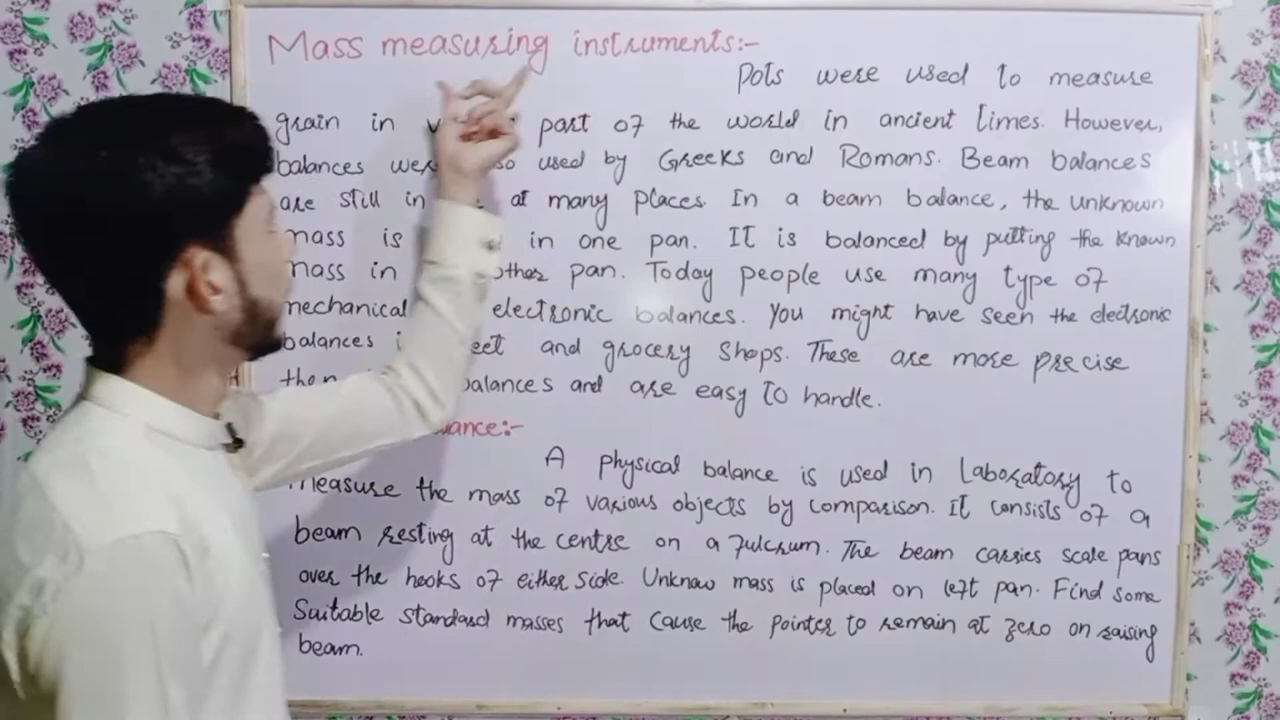 Mass measuring instruments:-
Pots were used to measure
grain in part of the world in ancient times. However,
balances used by Greeks and Romans. Beam balances
are still in at many places. In a beam balance, the unknown
mass is in one pan. It is balanced by putting the known
mass in other pan. Today people use many type of
mechanical electronic balances. You might have seen the electronic
balances and grocery shops. These are more precise
balances and are easy to handle.
A physical balance is used in Laboratory to
measure the mass of various objects by comparison. It consists of a
beam resting at the centre on a fulcrum. The beam carries scale pans
over the hooks of either side. Unknow mass is placed on left pan. Find some
Suitable standard masses that cause the pointer to remain at zero on raising
beam.